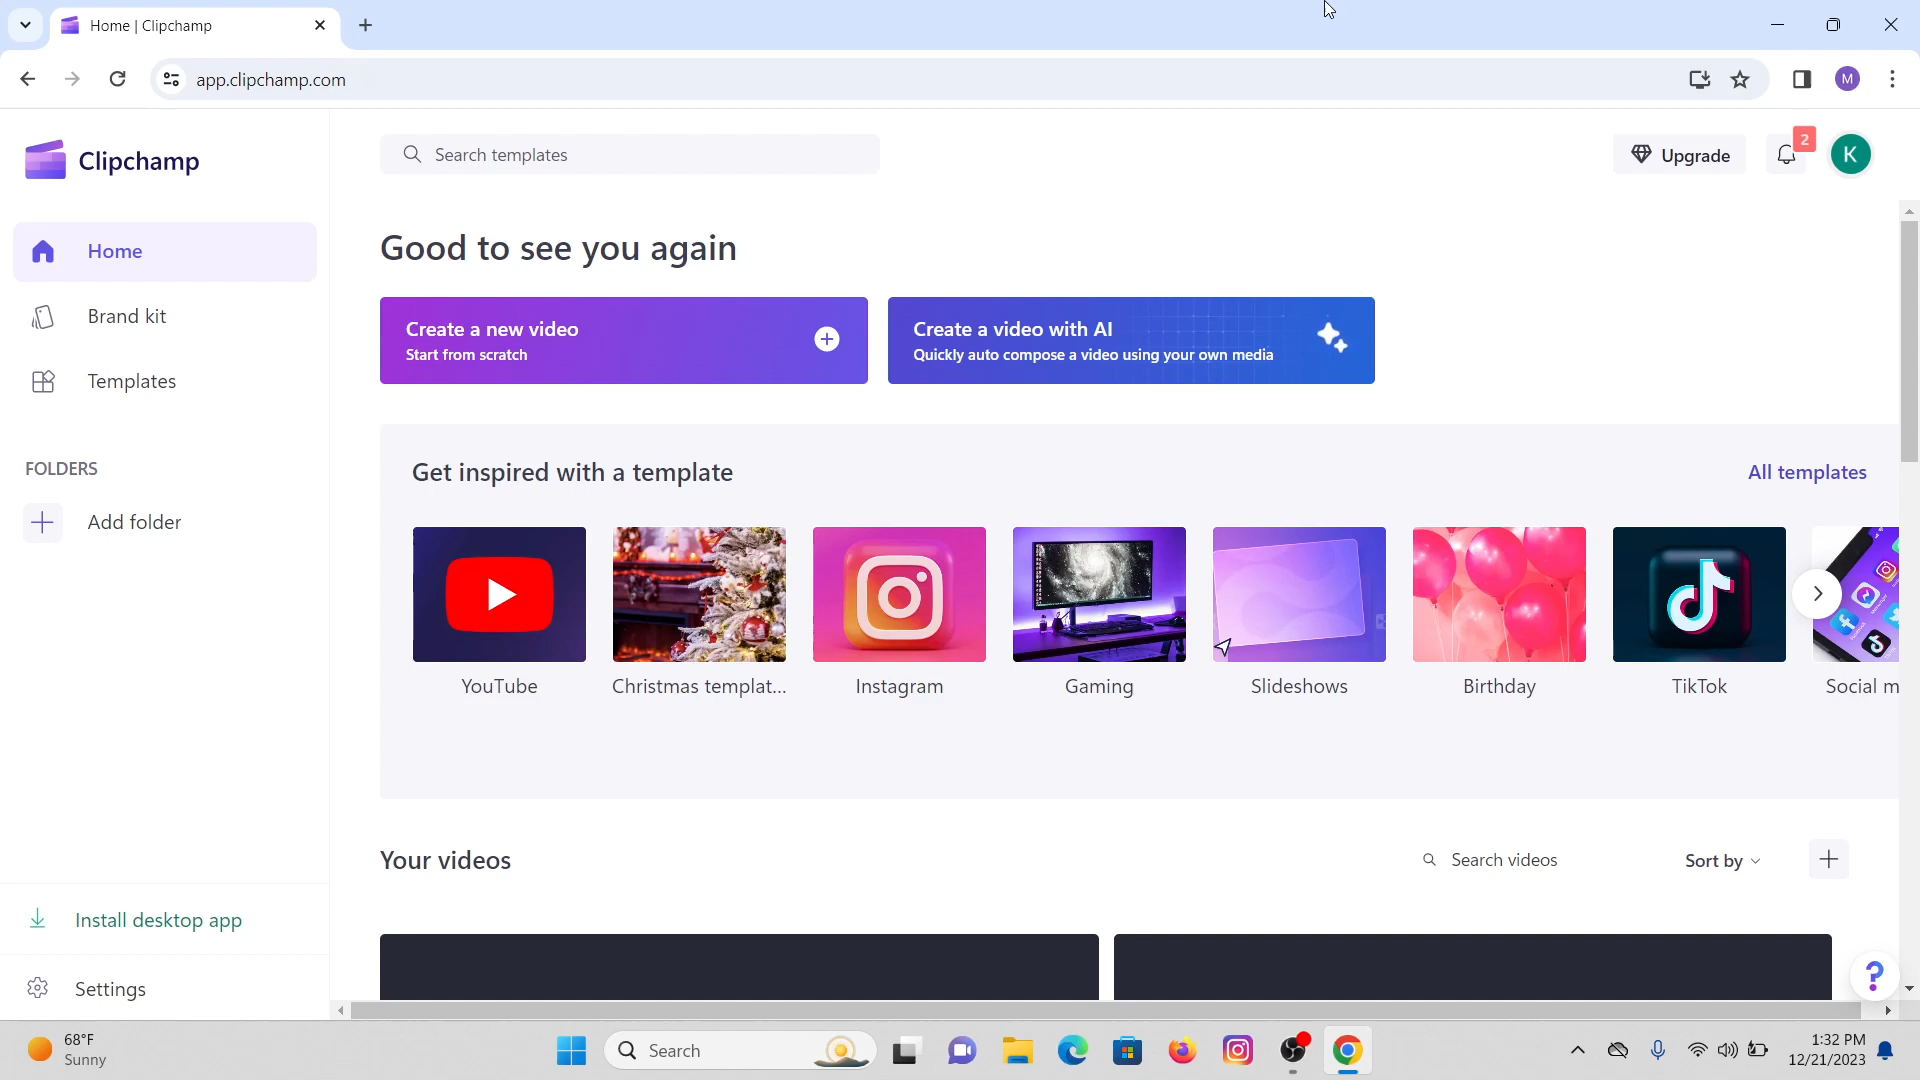 Home | Clipchamp
app.clipchamp.com
M
Clipchamp
Search templates
Upgrade
2
K
Home
Brand kit
Templates
FOLDERS
Add folder
Install desktop app
Settings
Good to see you again
Create a new video
Start from scratch
Create a video with AI
Quickly auto compose a video using your own media
Get inspired with a template
All templates
YouTube
Christmas templat...
Instagram
Gaming
Slideshows
Birthday
TikTok
Social m
Your videos
Search videos
Sort by
?
68°F
Sunny
Search
1:32 PM
12/21/2023